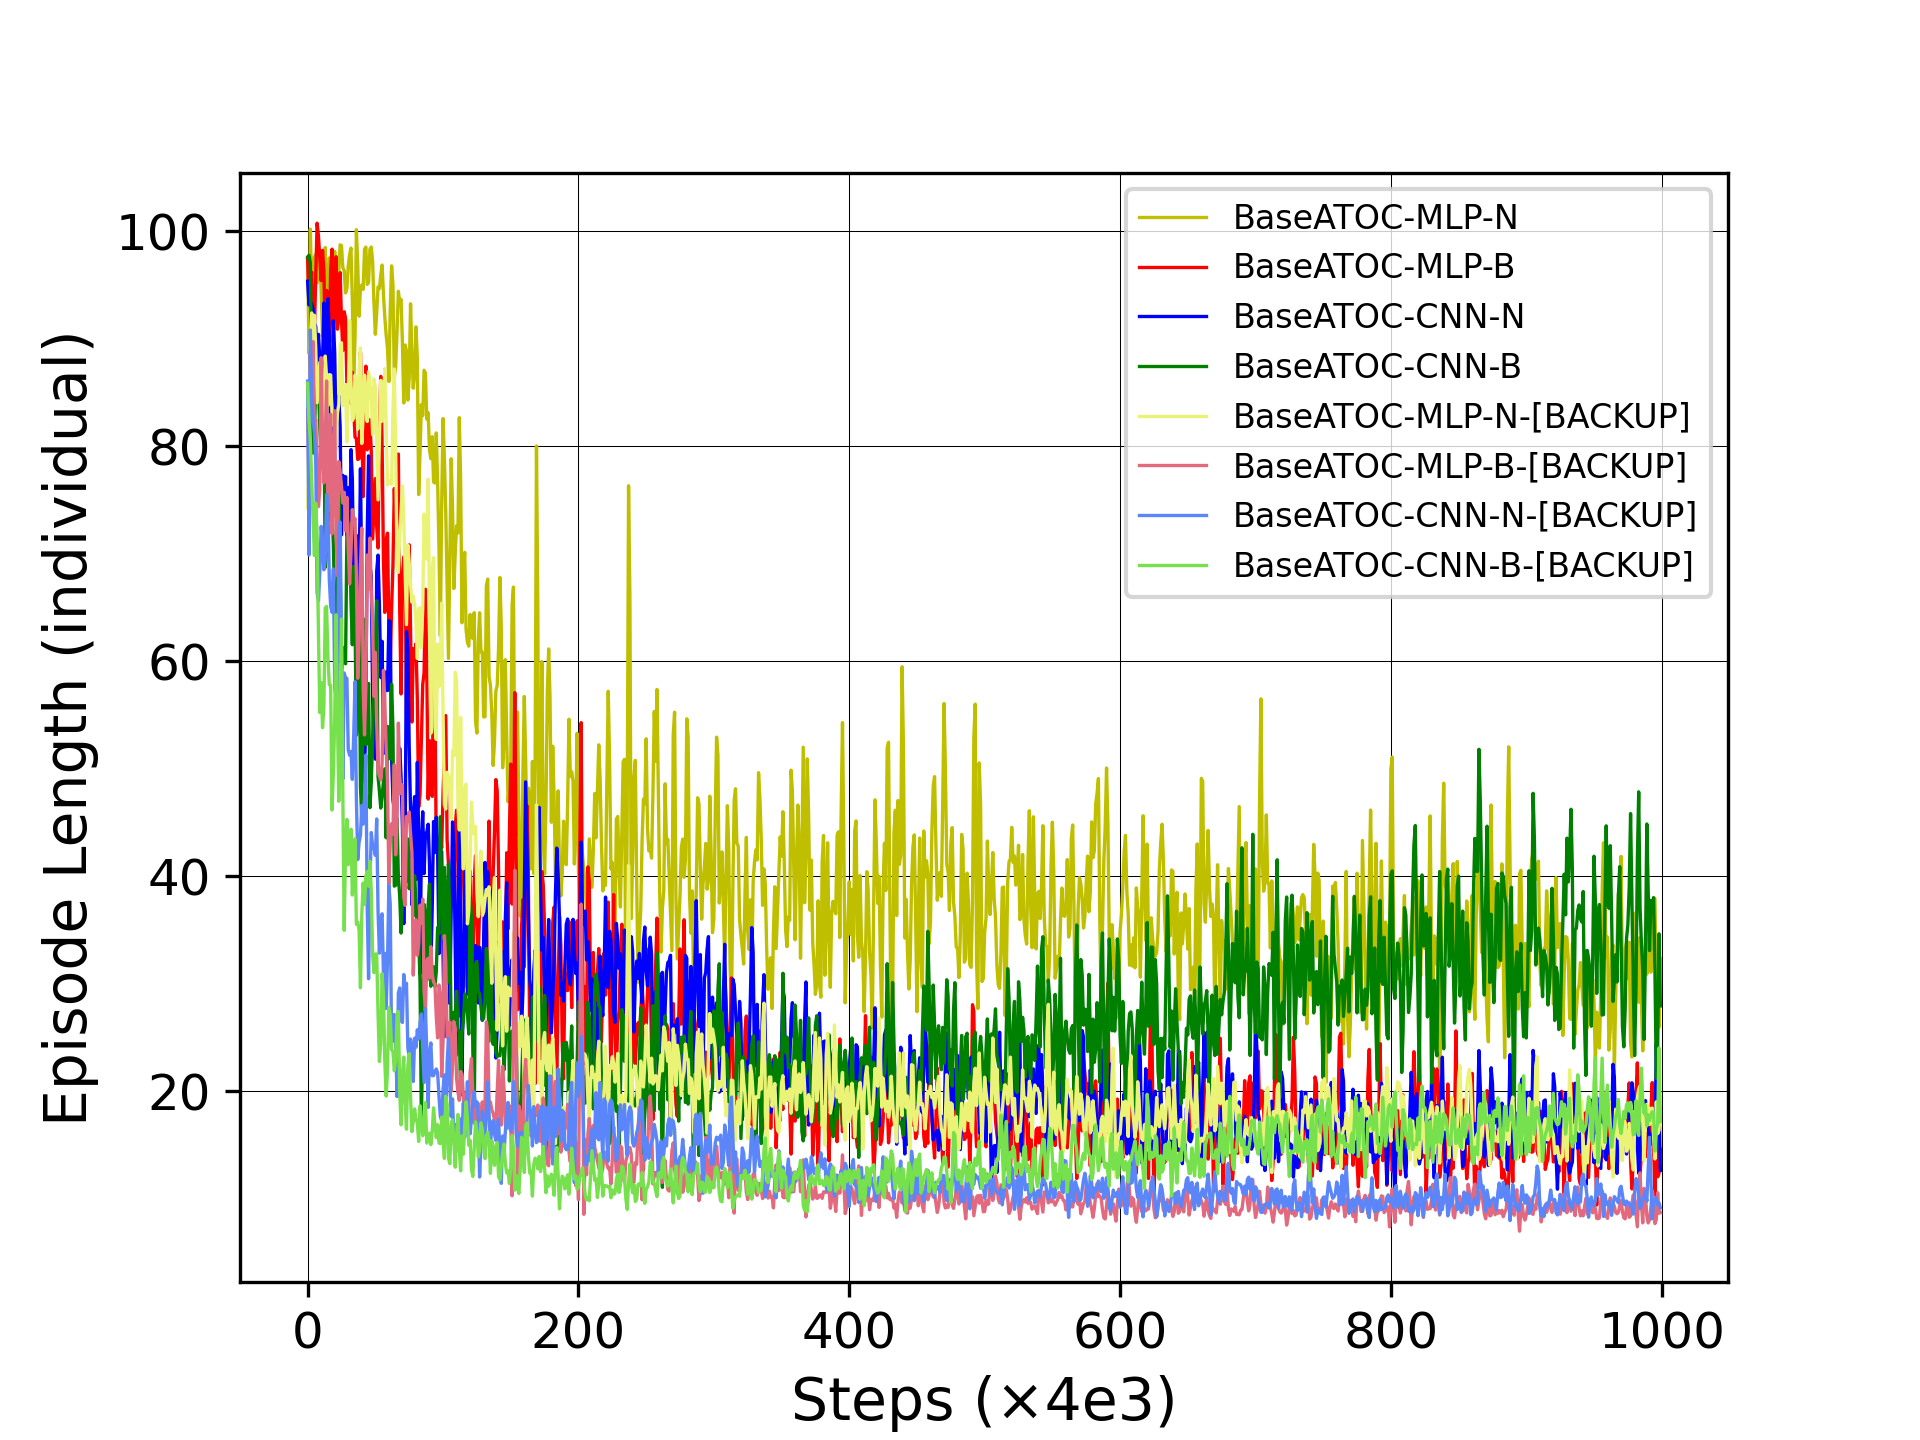 Episode Length (individual)
100
80
60
40
20
BaseATOC-MLP-N
BaseATOC-MLP-B
BaseATOC-CNN-N
BaseATOC-CNN-B
BaseATOC-MLP-N-[BACKUP]
BaseATOC-MLP-B-[BACKUP]
BaseATOC-CNN-N-[BACKUP]
BaseATOC-CNN-B-[BACKUP]
0 200 400 600 800 1000
Steps (×4e3)